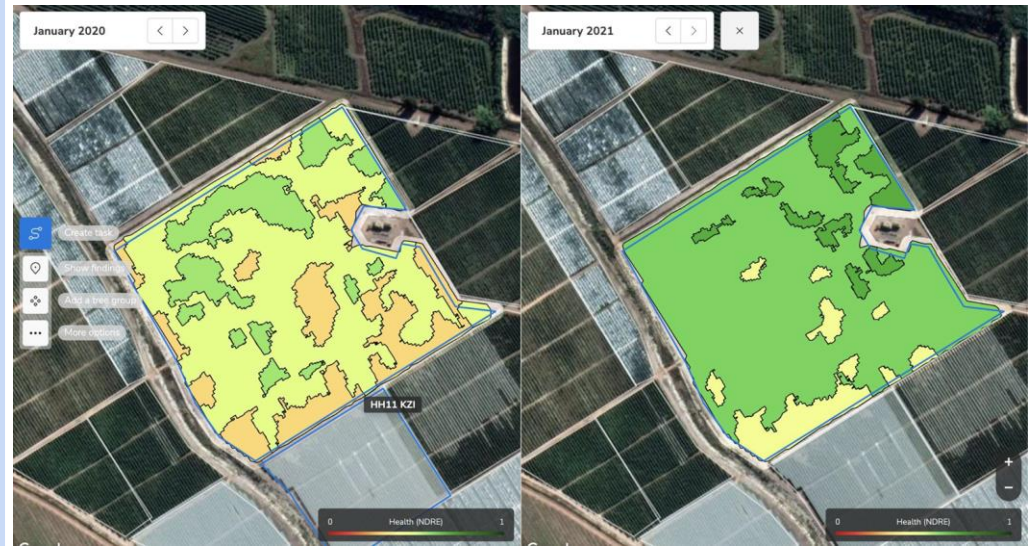 January 2020
January 2021
Create task
Show findings
Add a tree group
More options
HH11 KZI
0 Health (NDRE) 1
0 Health (NDRE) 1